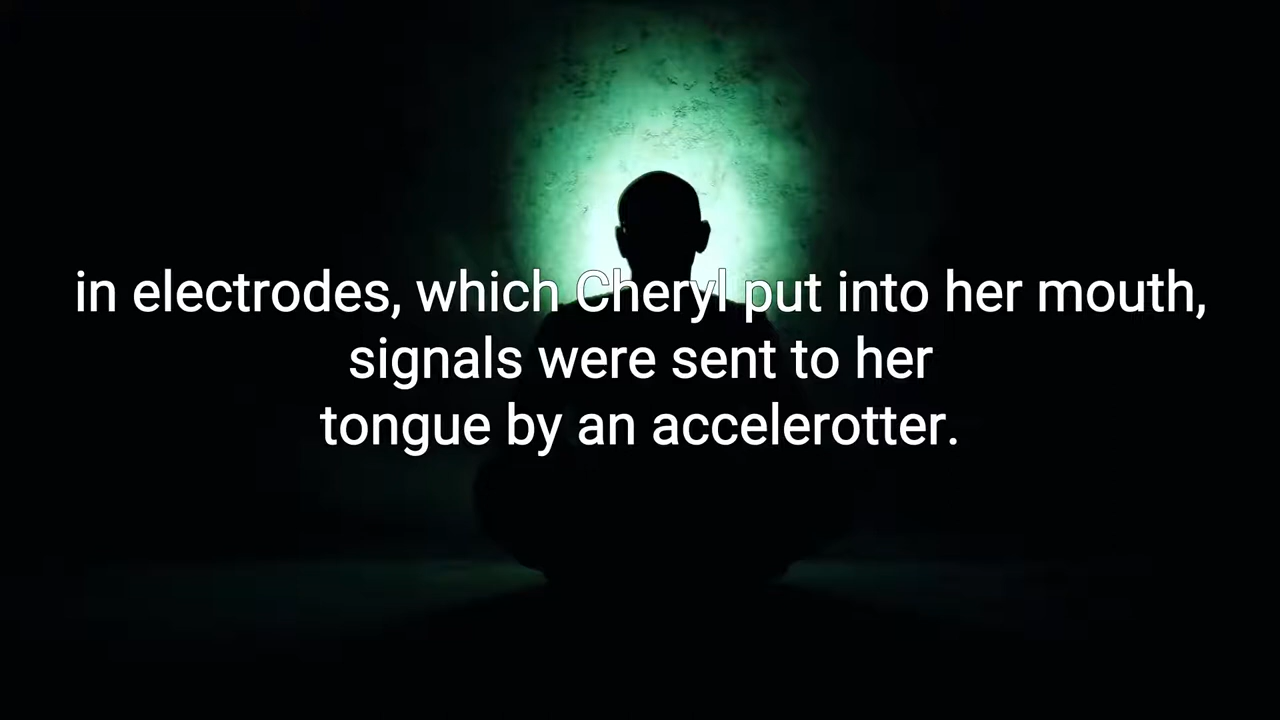 in electrodes, which Cheryl put into her mouth,
signals were sent to her
tongue by an accelerotter.